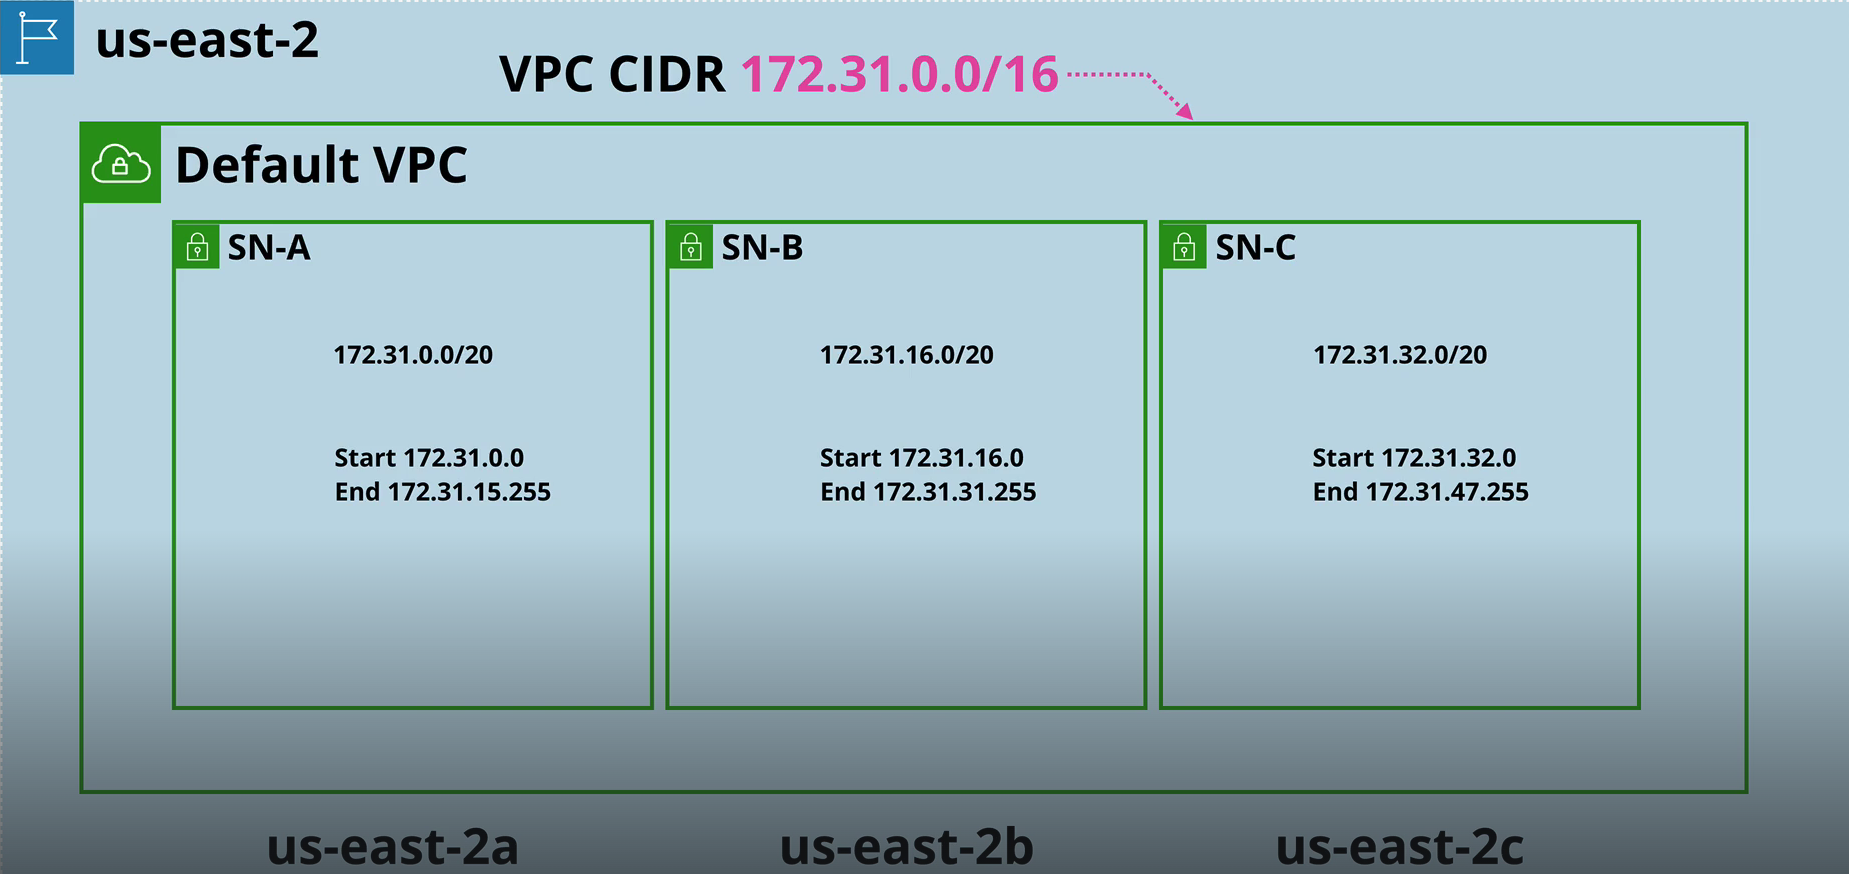 us-east-2
VPC CIDR 172.31.0.0/16
Default VPC
SN-A
172.31.0.0/20
Start 172.31.0.0
End 172.31.15.255
SN-B
172.31.16.0/20
Start 172.31.16.0
End 172.31.31.255
SN-C
172.31.32.0/20
Start 172.31.32.0
End 172.31.47.255
us-east-2a
us-east-2b
us-east-2c